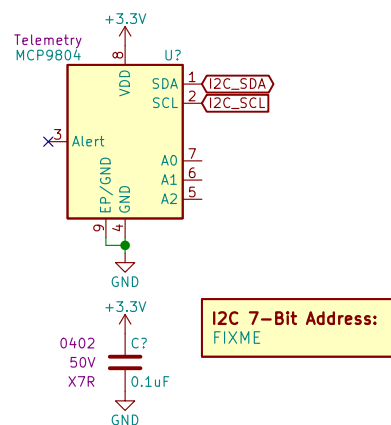 +3.3V
Telemetry
MCP9804 U?
8
VDD
SDA 1 I2C_SDA
SCL 2 I2C_SCL
3 Alert
A0 7
A1 6
A2 5
EP/GND
GND
9 4
GND
+3.3V
0402 C?
50V
X7R 0.1uF
GND
I2C 7-Bit Address:
FIXME